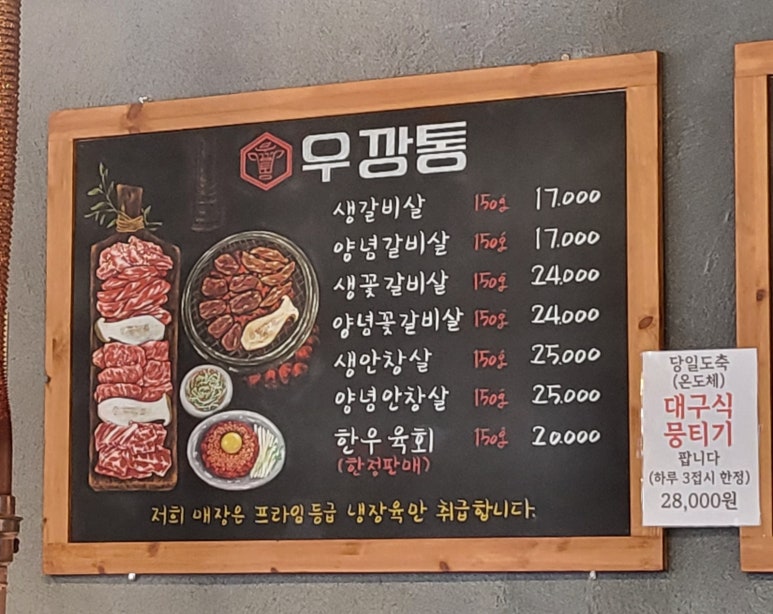 우깡통
생갈비살 150g 17.000
양념갈비살 150g 17.000
생꽃갈비살 150g 24.000
양념꽃갈비살 150g 24.000
생안창살 150g 25.000
양녕안창살 150g 25.000
한우육회 150g 20.000
(한정판매)
저희 매장은 프라임등급 냉장육만 취급합니다.
당일도축
(온도체)
대구식
뭉티기
팝니다
(하루 3접시 한정)
28,000원